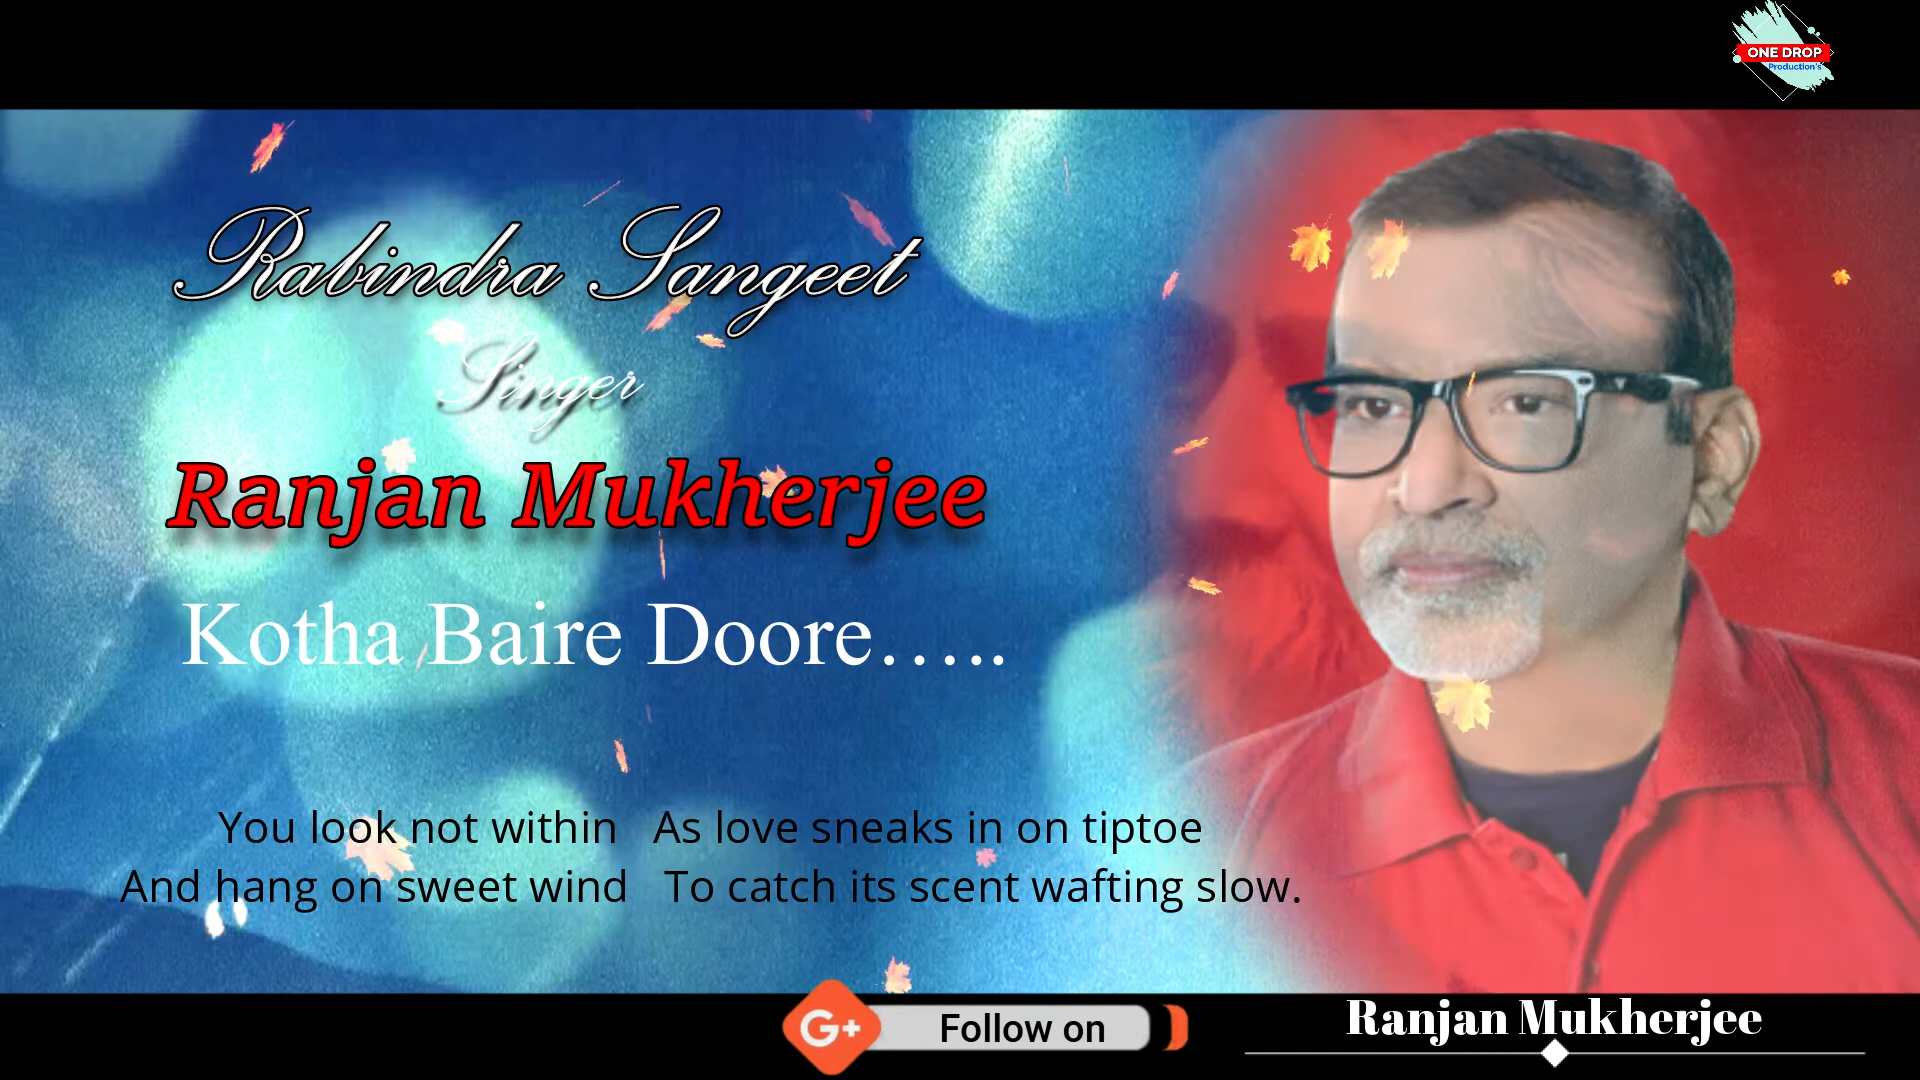 ONE DROP
Production's
Rabindra Sangeet
Singer
Ranjan Mukherjee
Kotha Baire Doore…..
You look not within As love sneaks in on tiptoe
And hang on sweet wind To catch its scent wafting slow.
G+ Follow on
Ranjan Mukherjee